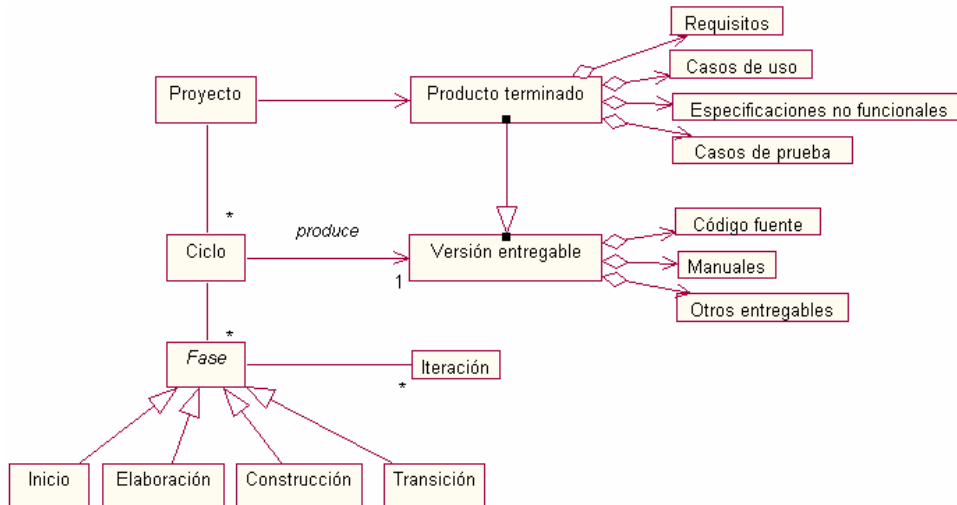 Requisitos
Casos de uso
Proyecto
Producto terminado
Especificaciones no funcionales
Casos de prueba
*
produce
Código fuente
Ciclo
Versión entregable
1
Manuales
Otros entregables
*
Fase
Iteración
*
Inicio
Elaboración
Construcción
Transición